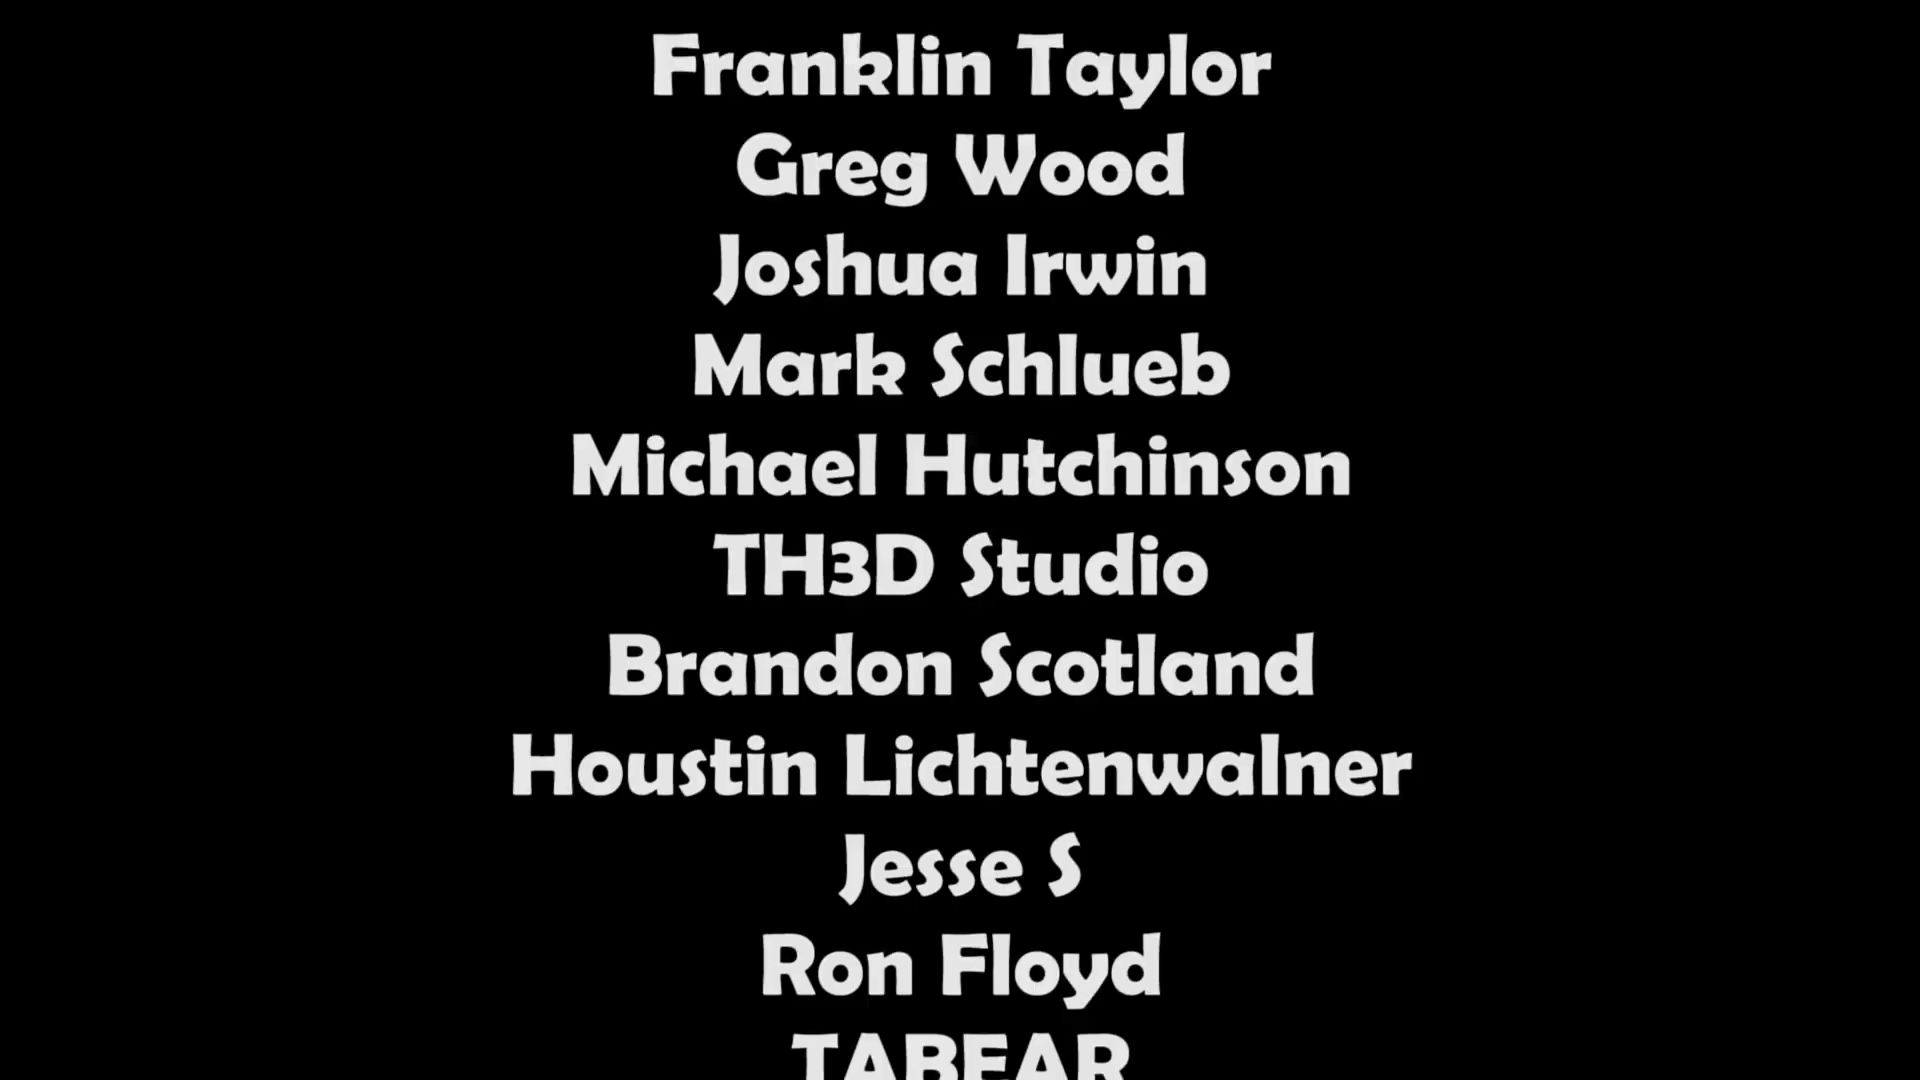 Franklin Taylor
Greg Wood
Joshua Irwin
Mark Schlueb
Michael Hutchinson
TH3D Studio
Brandon Scotland
Houstin Lichtenwalner
Jesse S
Ron Floyd
TABEAR